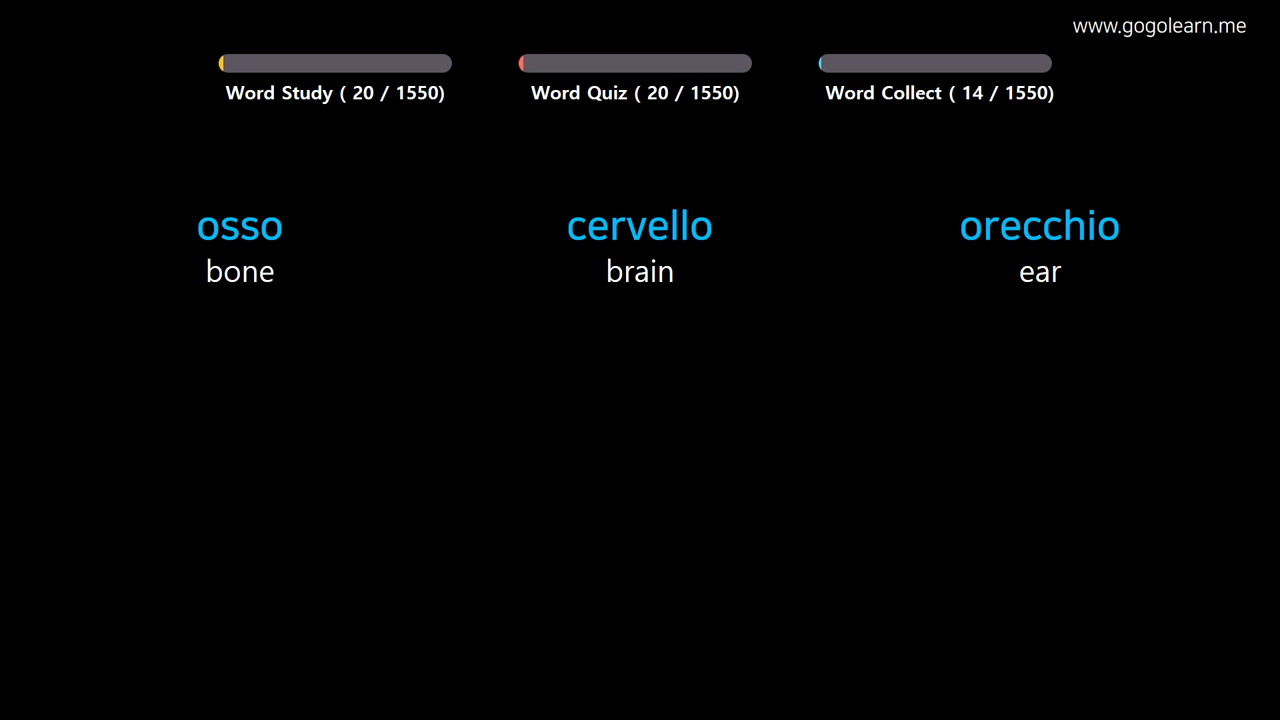 www.gogolearn.me
Word Study ( 20 / 1550)
Word Quiz ( 20 / 1550)
Word Collect ( 14 / 1550)
osso
bone
cervello
brain
orecchio
ear